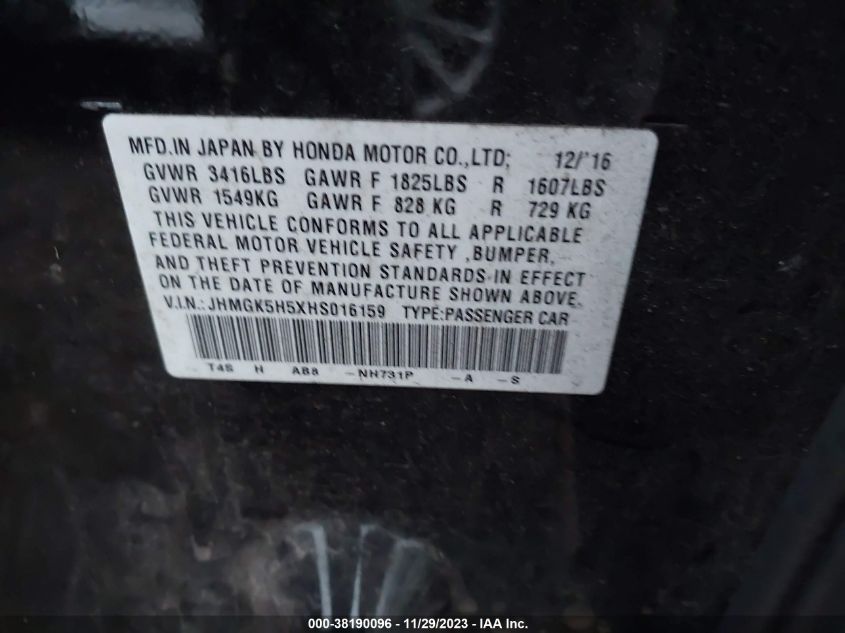 MFD.IN JAPAN BY HONDA MOTOR CO.,LTD; 12/'16
GVWR 3416LBS GAWR F 1825LBS R 1607LBS
GVWR 1549KG GAWR F 828 KG R 729 KG
THIS VEHICLE CONFORMS TO ALL APPLICABLE
FEDERAL MOTOR VEHICLE SAFETY ,BUMPER,
AND THEFT PREVENTION STANDARDS IN EFFECT
ON THE DATE OF MANUFACTURE SHOWN ABOVE.
V.I.N.:JHMGK5H5XHS016159 TYPE:PASSENGER CAR
T4S H AB8 -NH731P -A -S
000-38190096 - 11/29/2023 - IAA Inc.